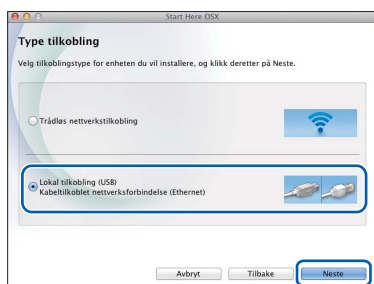 Start Here OSX
Type tilkobling
Velg tilkoblingstype for enheten du vil installere, og klikk deretter på Neste.
Trådløs nettverkstilkobling
Lokal tilkobling (USB)
Kabeltilkoblet nettverksforbindelse (Ethernet)
Avbryt
Tilbake
Neste